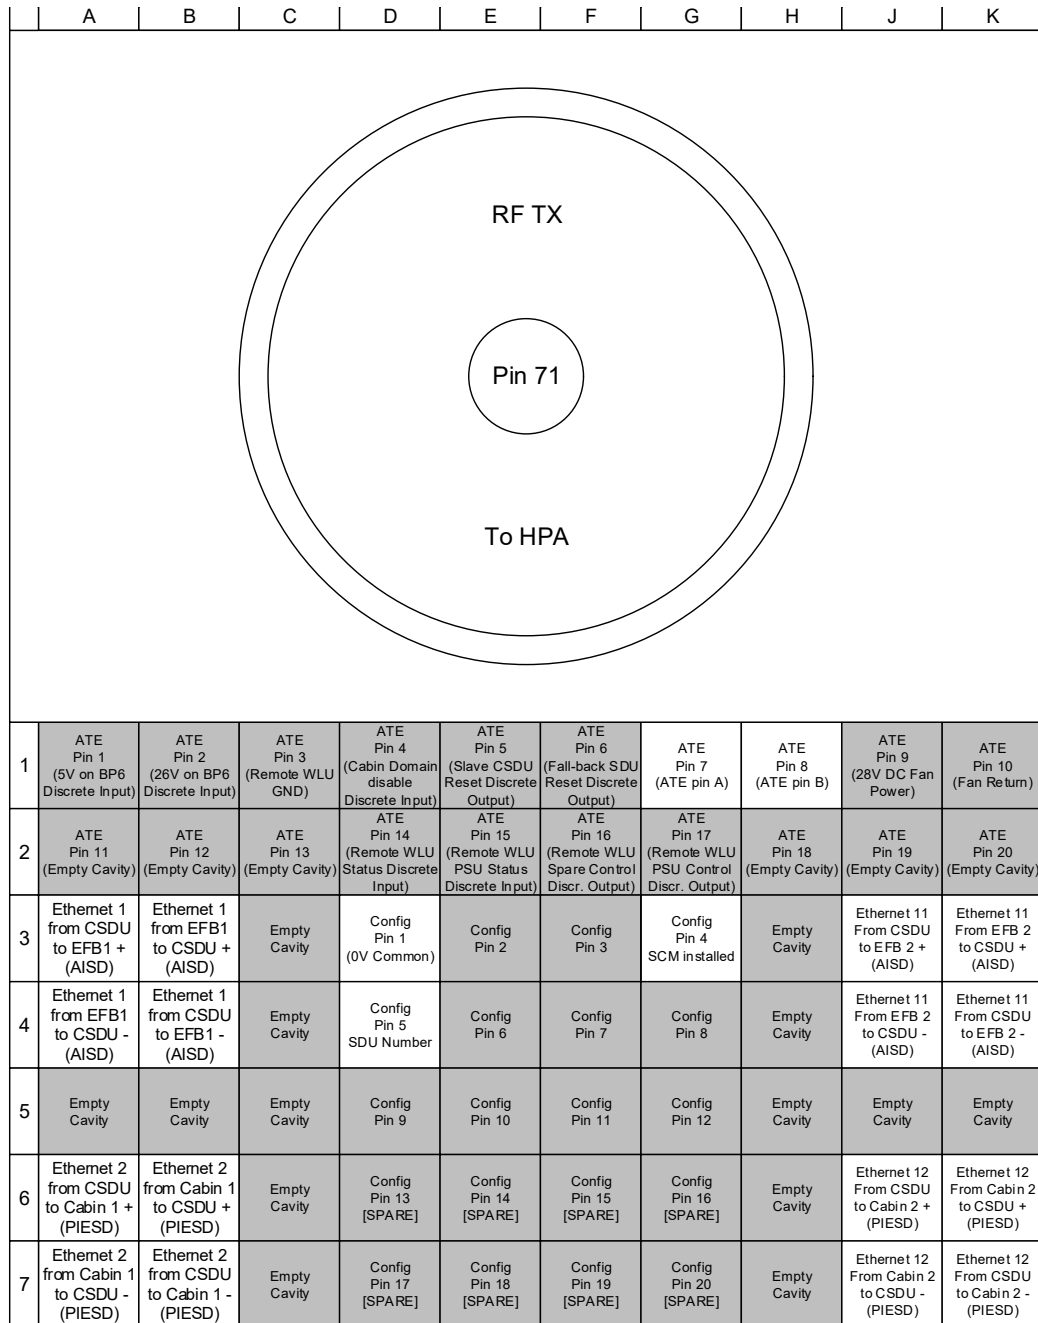 A B C D E F G H J K
RF TX
Pin 71
To HPA
1
ATE
Pin 1
(5V on BP6
Discrete Input)
ATE
Pin 2
(26V on BP6
Discrete Input)
ATE
Pin 3
(Remote WLU
GND)
ATE
Pin 4
(Cabin Domain
disable
Discrete Input)
ATE
Pin 5
(Slave CSDU
Reset Discrete
Output)
ATE
Pin 6
(Fall-back SDU
Reset Discrete
Output)
ATE
Pin 7
(ATE pin A)
ATE
Pin 8
(ATE pin B)
ATE
Pin 9
(28V DC Fan
Power)
ATE
Pin 10
(Fan Return)
2
ATE
Pin 11
(Empty Cavity)
ATE
Pin 12
(Empty Cavity)
ATE
Pin 13
(Empty Cavity)
ATE
Pin 14
(Remote WLU
Status Discrete
Input)
ATE
Pin 15
(Remote WLU
PSU Status
Discrete Input)
ATE
Pin 16
(Remote WLU
Spare Control
Discr. Output)
ATE
Pin 17
(Remote WLU
PSU Control
Discr. Output)
ATE
Pin 18
(Empty Cavity)
ATE
Pin 19
(Empty Cavity)
ATE
Pin 20
(Empty Cavity)
3
Ethernet 1
from CSDU
to EFB1 +
(AISD)
Ethernet 1
from EFB1
to CSDU +
(AISD)
Empty
Cavity
Config
Pin 1
(0V Common)
Config
Pin 2
Config
Pin 3
Config
Pin 4
SCM installed
Empty
Cavity
Ethernet 11
From CSDU
to EFB 2 +
(AISD)
Ethernet 11
From EFB 2
to CSDU +
(AISD)
4
Ethernet 1
from EFB1
to CSDU -
(AISD)
Ethernet 1
from CSDU
to EFB1 -
(AISD)
Empty
Cavity
Config
Pin 5
SDU Number
Config
Pin 6
Config
Pin 7
Config
Pin 8
Empty
Cavity
Ethernet 11
From EFB 2
to CSDU -
(AISD)
Ethernet 11
From CSDU
to EFB 2 -
(AISD)
5
Empty
Cavity
Empty
Cavity
Empty
Cavity
Config
Pin 9
Config
Pin 10
Config
Pin 11
Config
Pin 12
Empty
Cavity
Empty
Cavity
Empty
Cavity
6
Ethernet 2
from CSDU
to Cabin 1 +
(PIESD)
Ethernet 2
from Cabin 1
to CSDU +
(PIESD)
Empty
Cavity
Config
Pin 13
[SPARE]
Config
Pin 14
[SPARE]
Config
Pin 15
[SPARE]
Config
Pin 16
[SPARE]
Empty
Cavity
Ethernet 12
From CSDU
to Cabin 2 +
(PIESD)
Ethernet 12
From Cabin 2
to CSDU +
(PIESD)
7
Ethernet 2
from Cabin 1
to CSDU -
(PIESD)
Ethernet 2
from CSDU
to Cabin 1 -
(PIESD)
Empty
Cavity
Config
Pin 17
[SPARE]
Config
Pin 18
[SPARE]
Config
Pin 19
[SPARE]
Config
Pin 20
[SPARE]
Empty
Cavity
Ethernet 12
From Cabin 2
to CSDU -
(PIESD)
Ethernet 12
From CSDU
to Cabin 2 -
(PIESD)